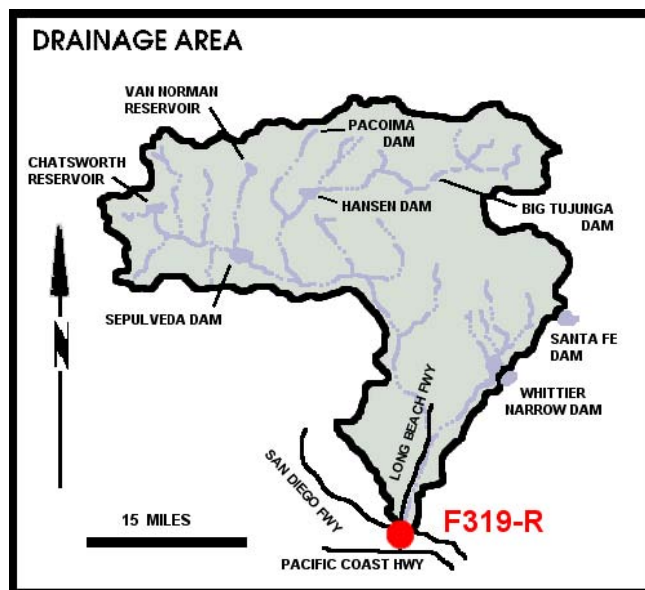 DRAINAGE AREA
VAN NORMAN
RESERVOIR
PACOIMA
DAM
CHATSWORTH
RESERVOIR
HANSEN DAM
BIG TUJUNGA
DAM
SEPULVEDA DAM
SANTA FE
DAM
WHITTIER
NARROW DAM
LONG BEACH FWY
SAN DIEGO FWY
N
15 MILES
F319-R
PACIFIC COAST HWY